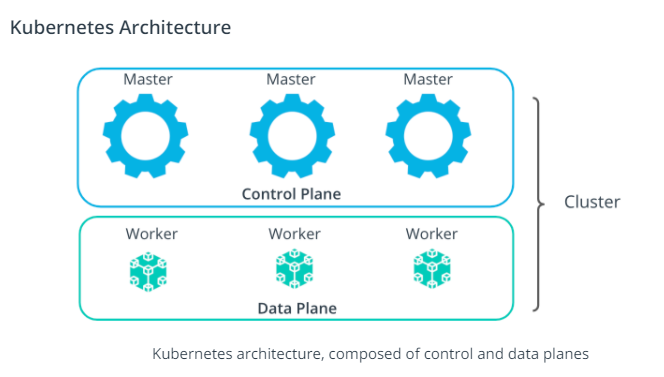 Kubernetes Architecture
Master Master Master
Control Plane
Cluster
Worker Worker Worker
Data Plane
Kubernetes architecture, composed of control and data planes